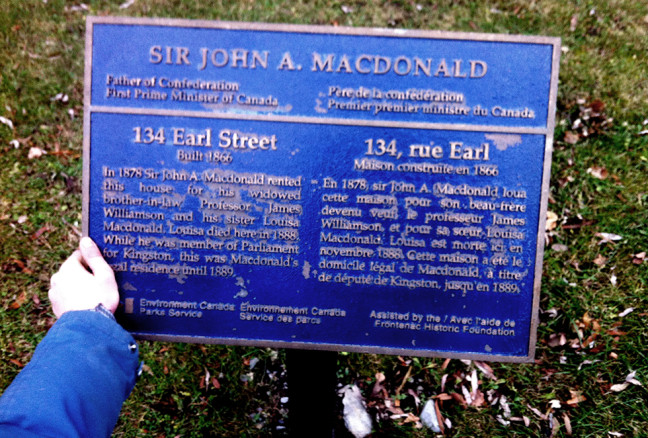 SIR JOHN A. MACDONALD
Father of Confederation
First Prime Minister of Canada
Père de la confédération
Premier premier ministre du Canada
134 Earl Street
Built 1866
In 1878 Sir John A. Macdonald rented
this house for his widowed
brother-in-law, Professor James
Williamson and his sister Louisa
Macdonald. Louisa died here in 1888.
While he was member of Parliament
for Kingston, this was Macdonald's
legal residence until 1889.
134, rue Earl
Maison construite en 1866
En 1878, sir John A. Macdonald loua
cette maison pour son beau-frère
devenu veuf, le professeur James
Williamson, et pour sa sœur Louisa
Macdonald. Louisa est morte ici en
novembre 1888. Cette maison a été le
domicile légal de Macdonald, à titre
de député de Kingston, jusqu'en 1889.
Environment Canada
Parks Service
Environnement Canada
Service des parcs
Assisted by the / Avec l'aide de
Frontenac Historic Foundation